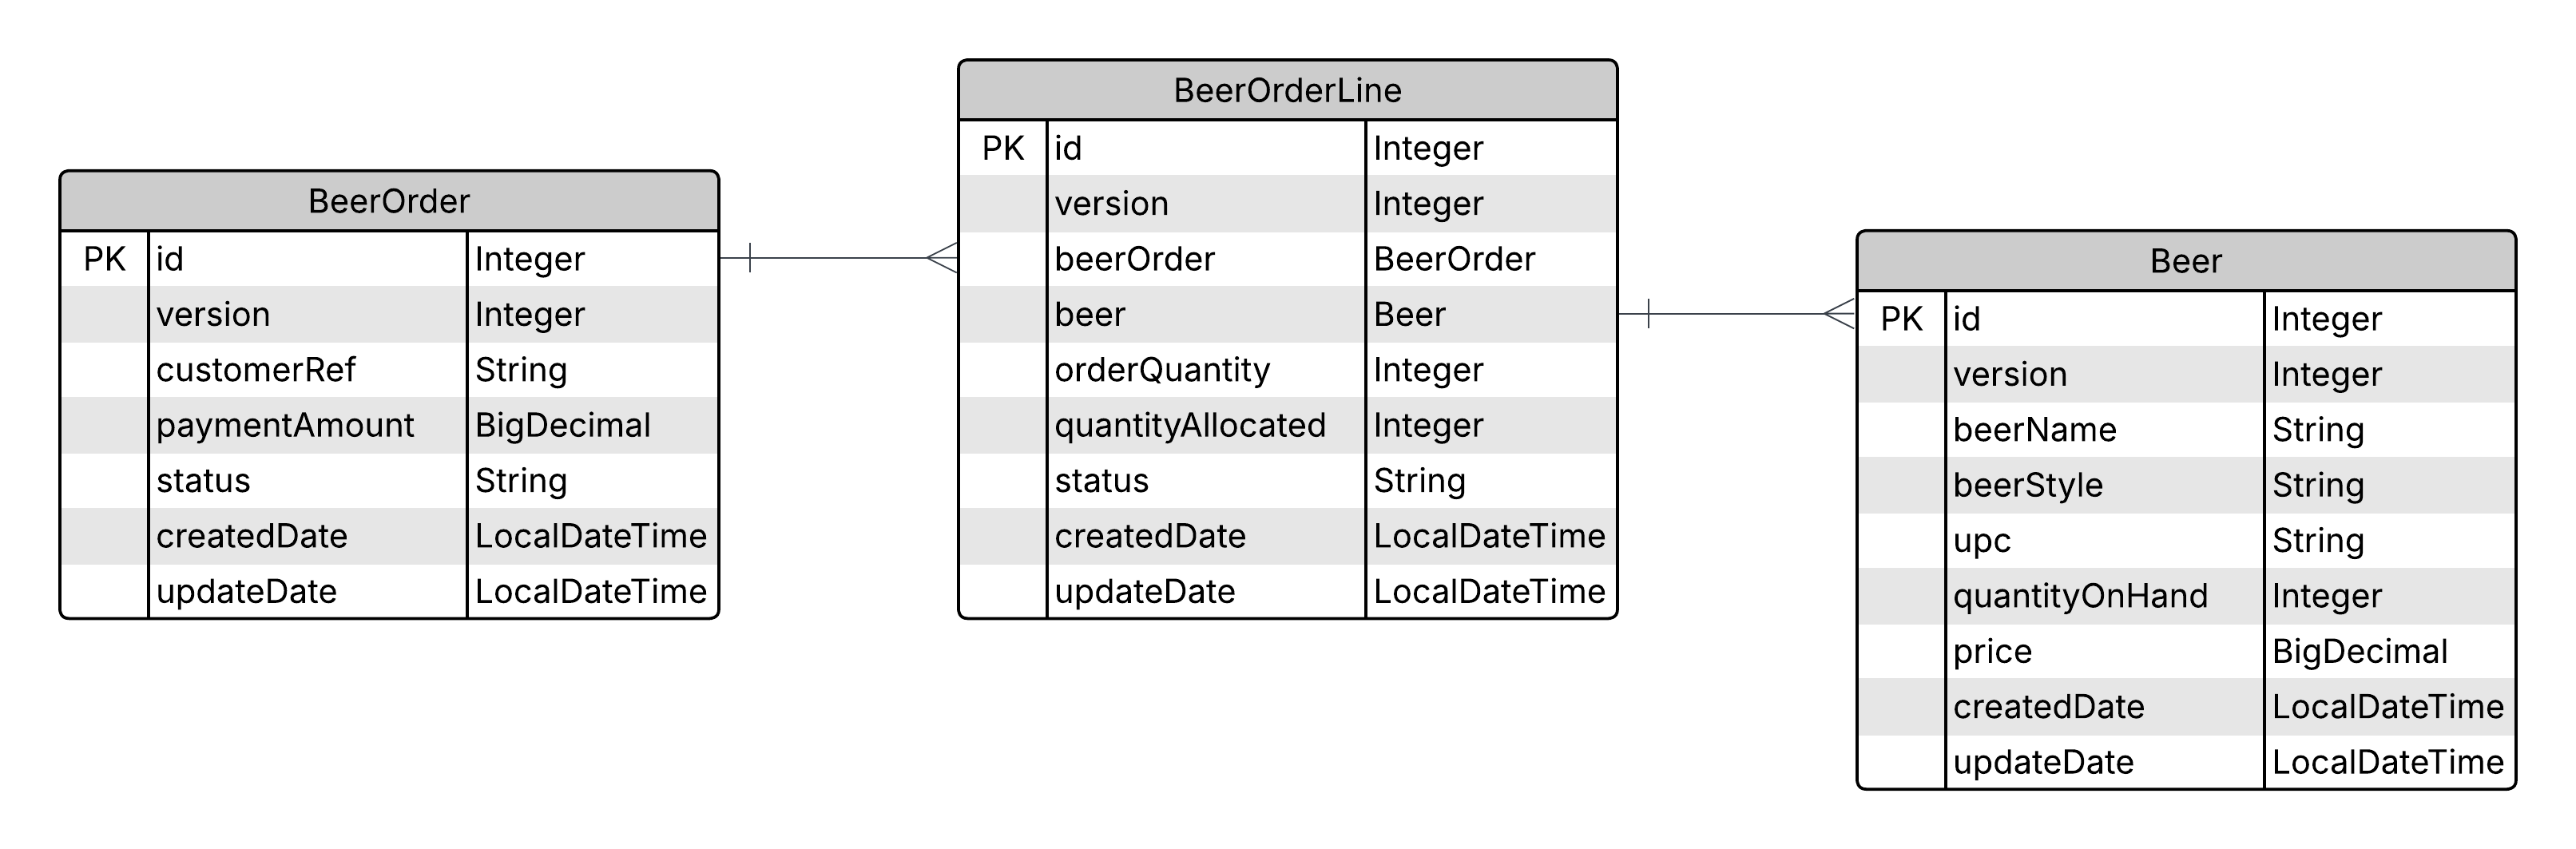 BeerOrder
PK id Integer
version Integer
customerRef String
paymentAmount BigDecimal
status String
createdDate LocalDateTime
updateDate LocalDateTime
BeerOrderLine
PK id Integer
version Integer
beerOrder BeerOrder
beer Beer
orderQuantity Integer
quantityAllocated Integer
status String
createdDate LocalDateTime
updateDate LocalDateTime
Beer
PK id Integer
version Integer
beerName String
beerStyle String
upc String
quantityOnHand Integer
price BigDecimal
createdDate LocalDateTime
updateDate LocalDateTime